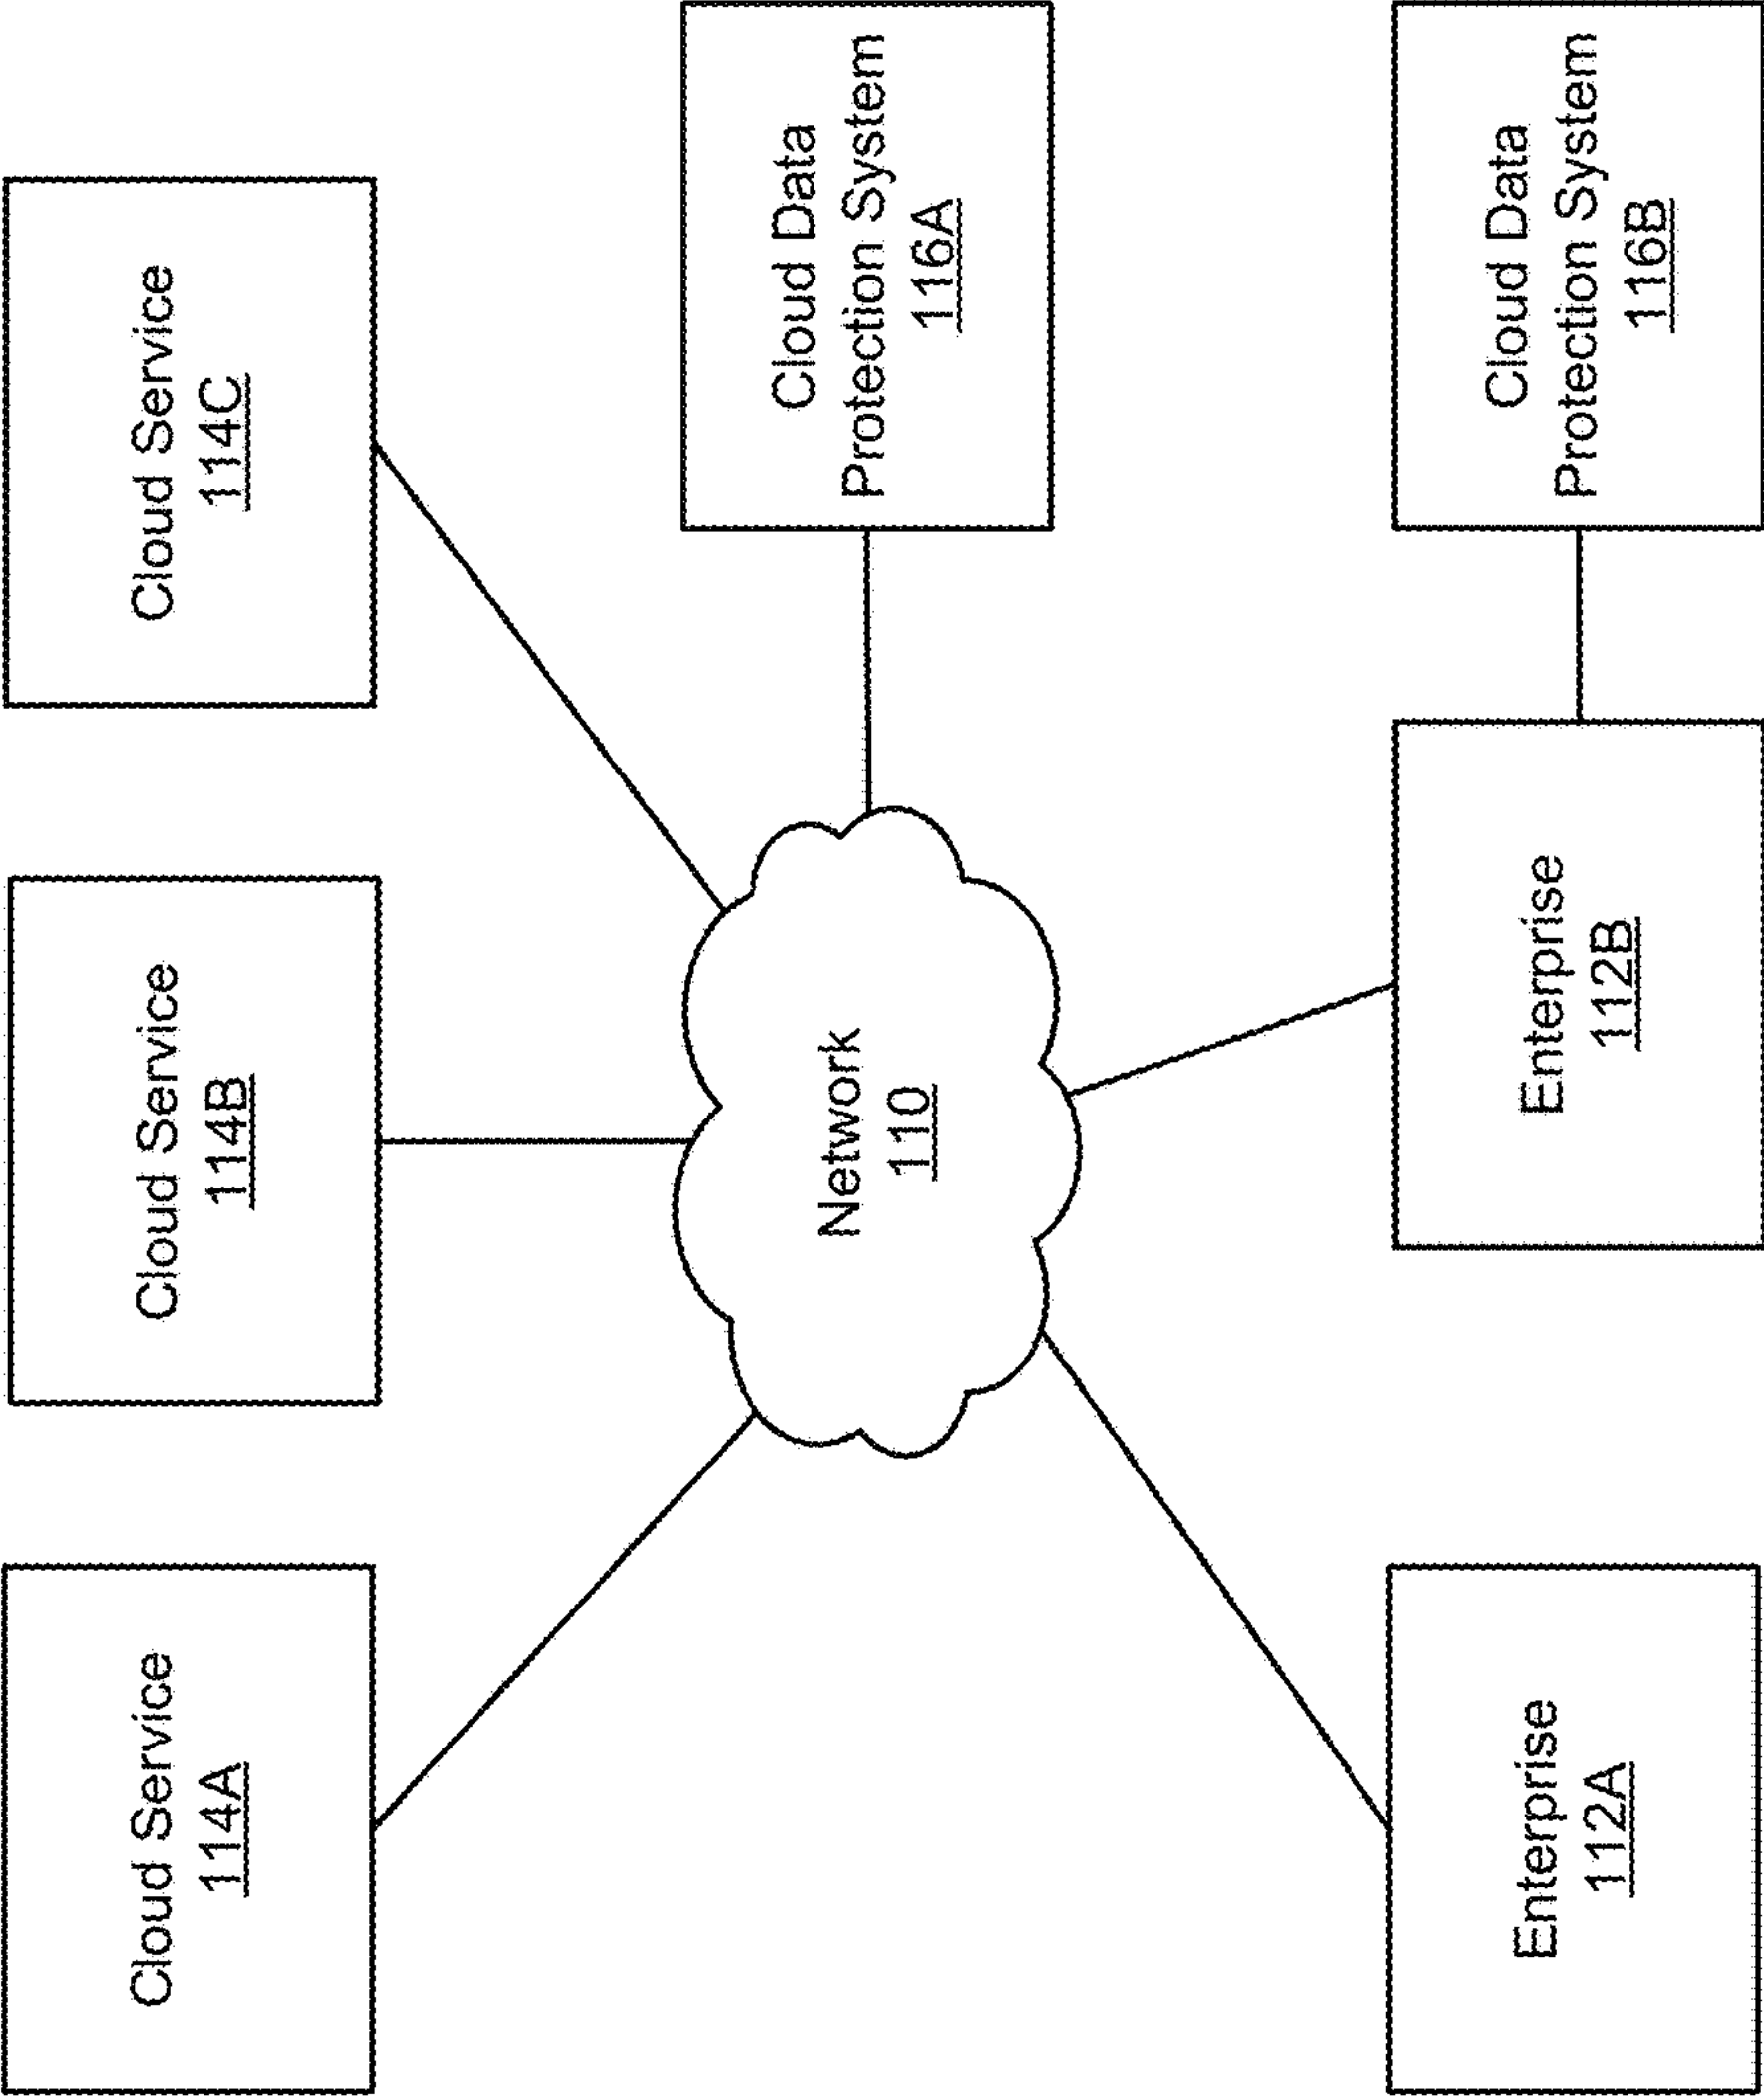 Cloud Service
114A
Cloud Service
114B
Cloud Service
114C
Network
110
Cloud Data
Protection System
116A
Enterprise
112A
Enterprise
112B
Cloud Data
Protection System
116B